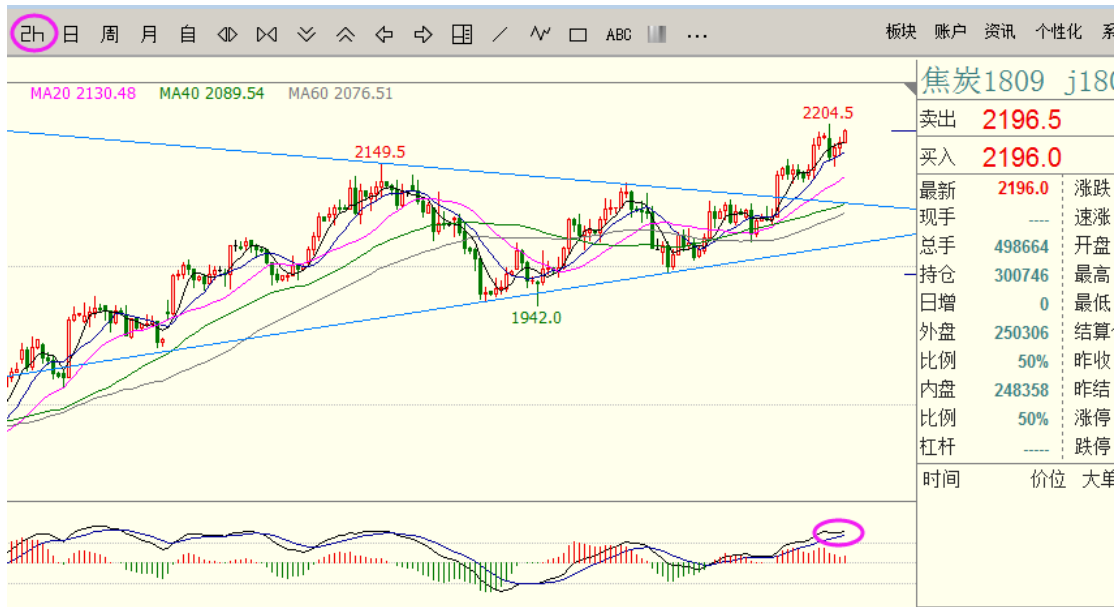 2H 日 周 月 自 ABC ... 板块 账户 资讯 个性化
MA20 2130.48 MA40 2089.54 MA60 2076.51
焦炭1809 j180
2204.5
卖出 2196.5
2149.5
买入 2196.0
最新 2196.0 涨跌
现手 ---- 速涨
总手 498664 开盘
持仓 300746 最高
日增 0 最低
1942.0
外盘 250306 结算
比例 50% 昨收
内盘 248358 昨结
比例 50% 涨停
杠杆 ----- 跌停
时间 价位 大单